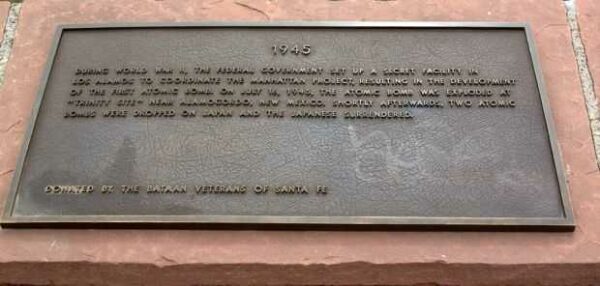 1945
DURING WORLD WAR II, THE FEDERAL GOVERNMENT SET UP A SECRET FACILITY IN
LOS ALAMOS TO COORDINATE THE MANHATTAN PROJECT, RESULTING IN THE DEVELOPMENT
OF THE FIRST ATOMIC BOMB. ON JULY 16, 1945, THE ATOMIC BOMB WAS EXPLODED AT
"TRINITY SITE" NEAR ALAMOGORDO, NEW MEXICO. SHORTLY AFTERWARDS, TWO ATOMIC
BOMBS WERE DROPPED ON JAPAN AND THE JAPANESE SURRENDERED.
DONATED BY THE BATAAN VETERANS OF SANTA FE